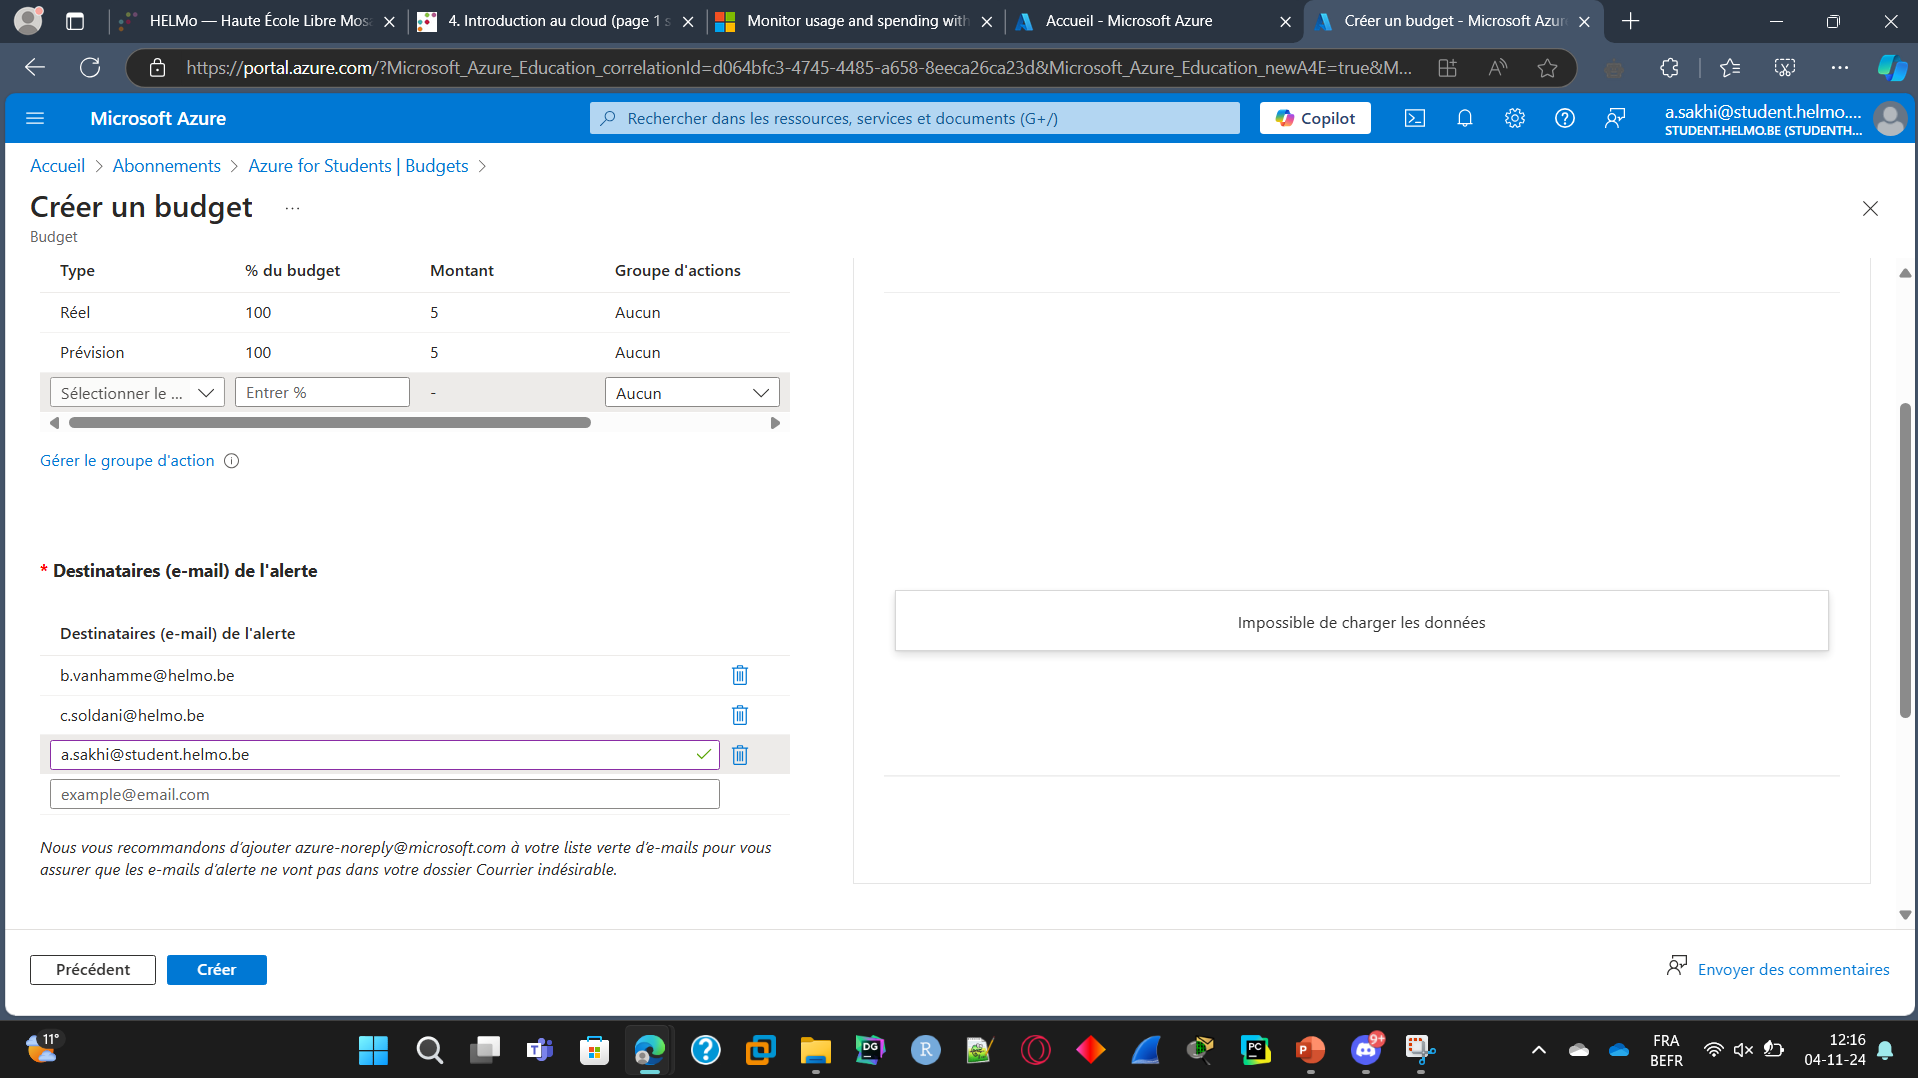 HELMo — Haute École Libre Mosa
4. Introduction au cloud (page 1 s
Monitor usage and spending with
Accueil - Microsoft Azure
Créer un budget - Microsoft Azur
https://portal.azure.com/?Microsoft_Azure_Education_correlationId=d064bfc3-4745-4485-a658-8eeca26ca23d&Microsoft_Azure_Education_newA4E=true&M...
Microsoft Azure
Rechercher dans les ressources, services et documents (G+/)
Copilot
a.sakhi@student.helmo....
STUDENT.HELMO.BE (STUDENTH...
Accueil > Abonnements > Azure for Students | Budgets >
Créer un budget ...
Budget
Type % du budget Montant Groupe d'actions
Réel 100 5 Aucun
Prévision 100 5 Aucun
Sélectionner le ... Entrer % - Aucun
Gérer le groupe d'action
* Destinataires (e-mail) de l'alerte
Destinataires (e-mail) de l'alerte
b.vanhamme@helmo.be
c.soldani@helmo.be
a.sakhi@student.helmo.be
example@email.com
Nous vous recommandons d’ajouter azure-noreply@microsoft.com à votre liste verte d’e-mails pour vous
assurer que les e-mails d’alerte ne vont pas dans votre dossier Courrier indésirable.
Impossible de charger les données
Précédent
Créer
Envoyer des commentaires
11°
DG
R
PC
P
9+
FRA
BEFR
12:16
04-11-24